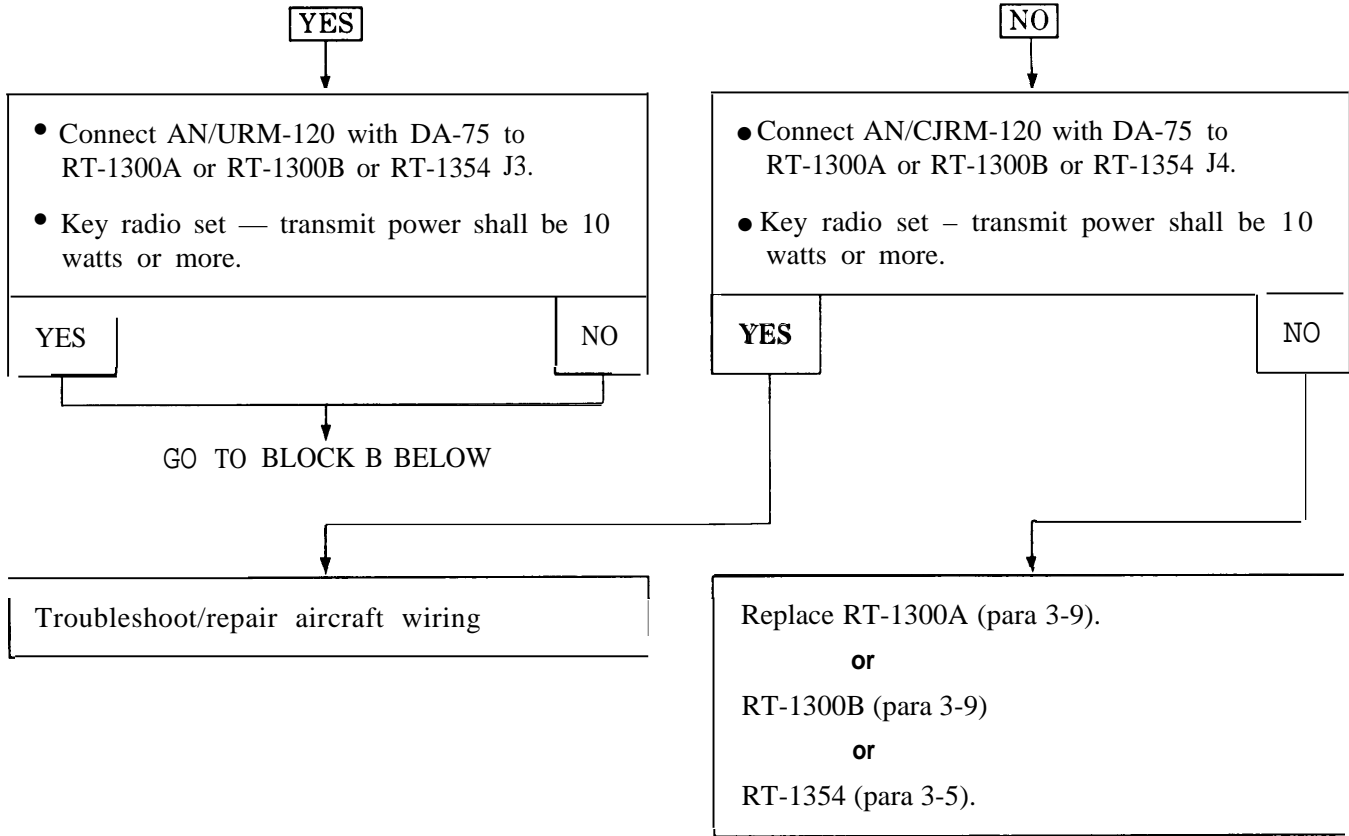 YES
NO
• Connect AN/URM-120 with DA-75 to
RT-1300A or RT-1300B or RT-1354 J3.
• Key radio set — transmit power shall be 10
watts or more.
YES
NO
GO TO BLOCK B BELOW
• Connect AN/CJRM-120 with DA-75 to
RT-1300A or RT-1300B or RT-1354 J4.
• Key radio set – transmit power shall be 10
watts or more.
YES
NO
Troubleshoot/repair aircraft wiring
Replace RT-1300A (para 3-9).
or
RT-1300B (para 3-9)
or
RT-1354 (para 3-5).